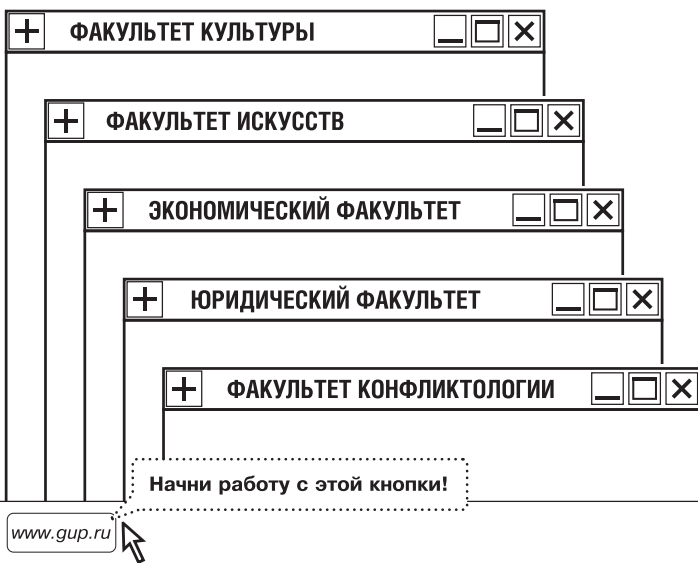 ФАКУЛЬТЕТ КУЛЬТУРЫ
ФАКУЛЬТЕТ ИСКУССТВ
ЭКОНОМИЧЕСКИЙ ФАКУЛЬТЕТ
ЮРИДИЧЕСКИЙ ФАКУЛЬТЕТ
ФАКУЛЬТЕТ КОНФЛИКТОЛОГИИ
Начни работу с этой кнопки!
www.gup.ru